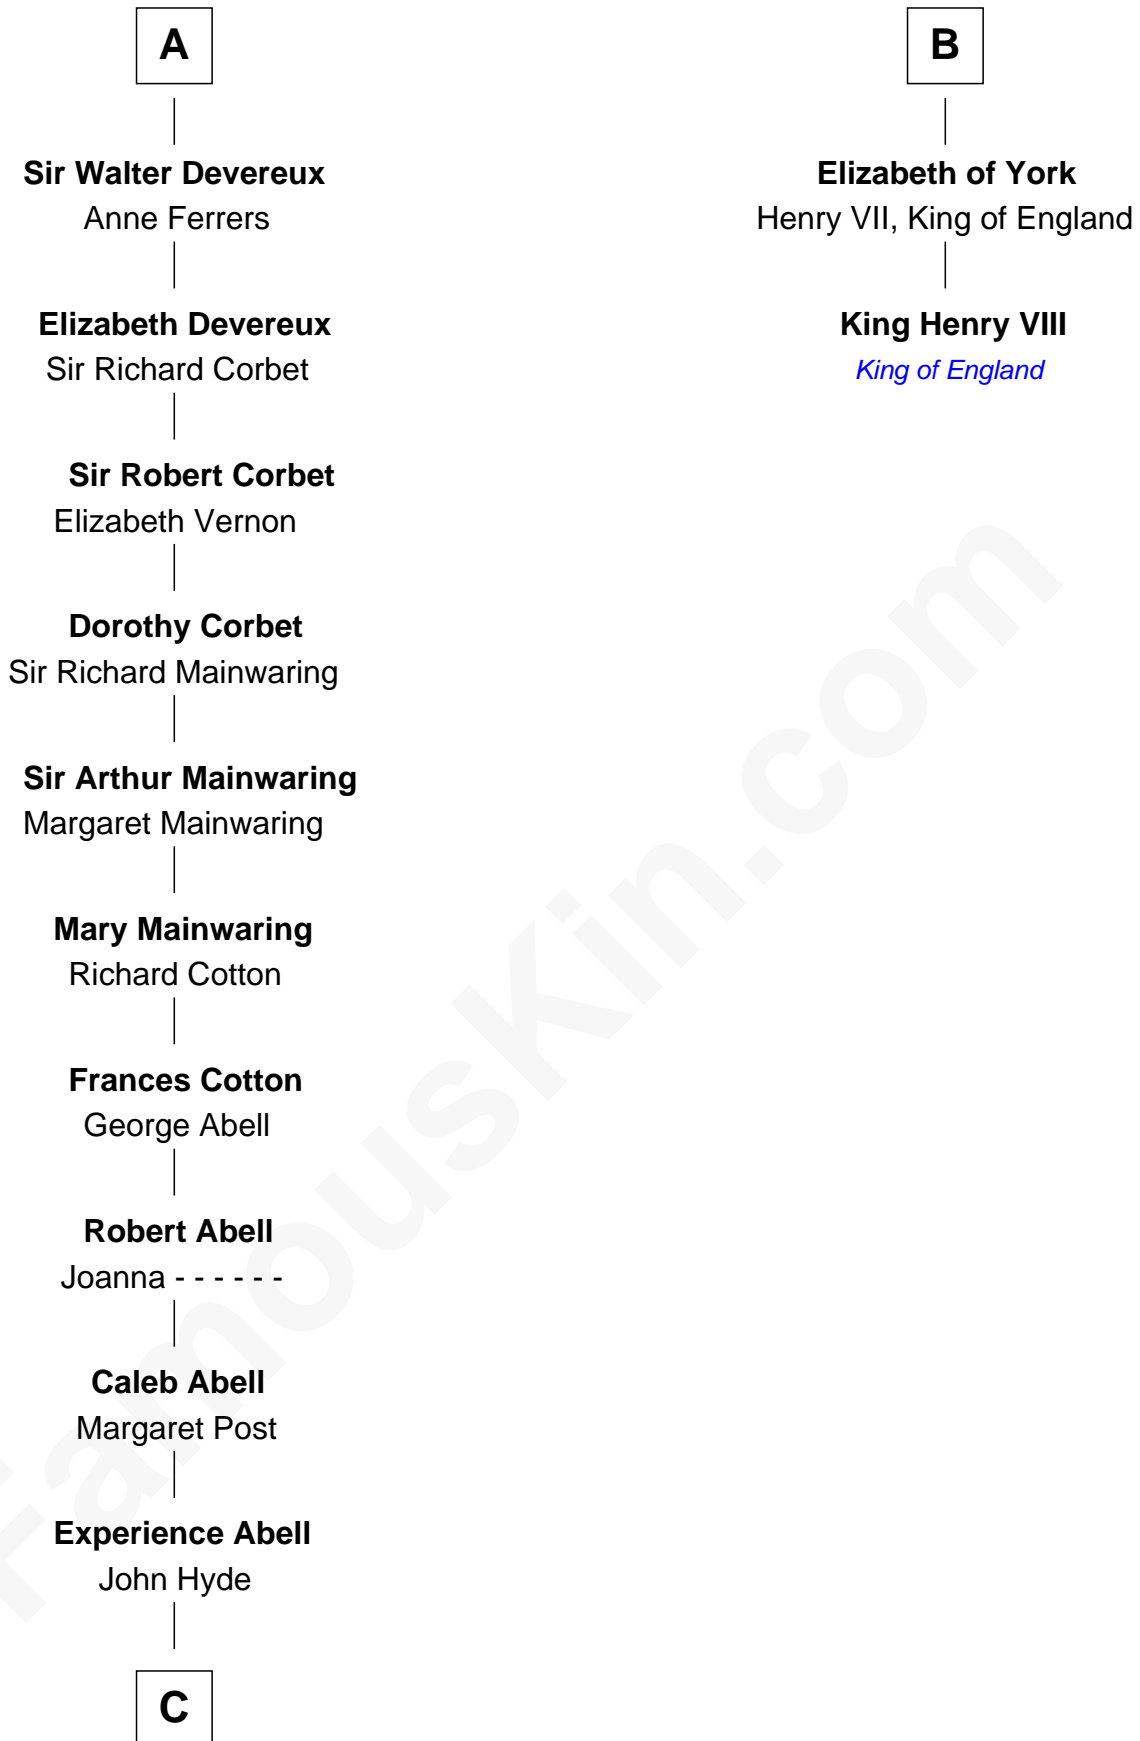 A
Sir Walter Devereux
Anne Ferrers
Elizabeth Devereux
Sir Richard Corbet
Sir Robert Corbet
Elizabeth Vernon
Dorothy Corbet
Sir Richard Mainwaring
Sir Arthur Mainwaring
Margaret Mainwaring
Mary Mainwaring
Richard Cotton
Frances Cotton
George Abell
Robert Abell
Joanna - - - - - -
Caleb Abell
Margaret Post
Experience Abell
John Hyde
C
B
Elizabeth of York
Henry VII, King of England
King Henry VIII
King of England
FamousKin.com